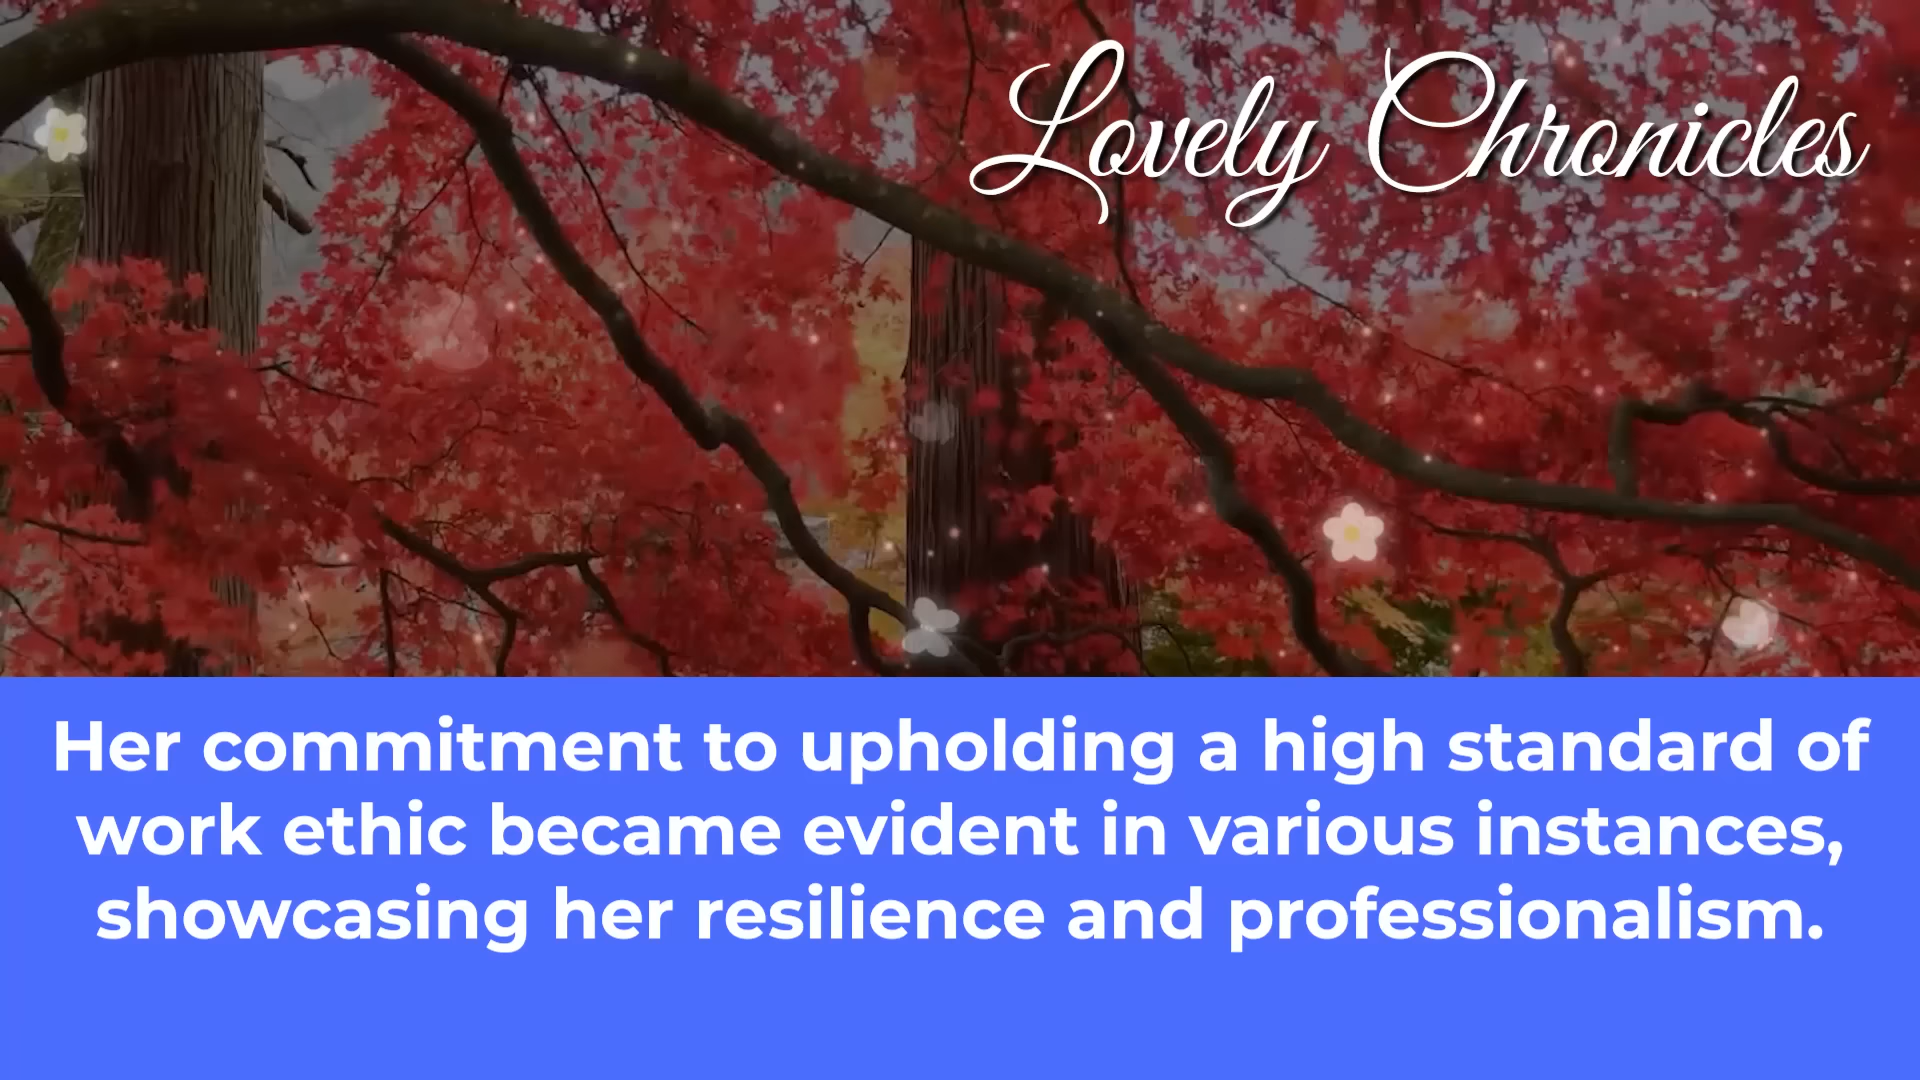 Lovely Chronicles
Her commitment to upholding a high standard of
work ethic became evident in various instances,
showcasing her resilience and professionalism.